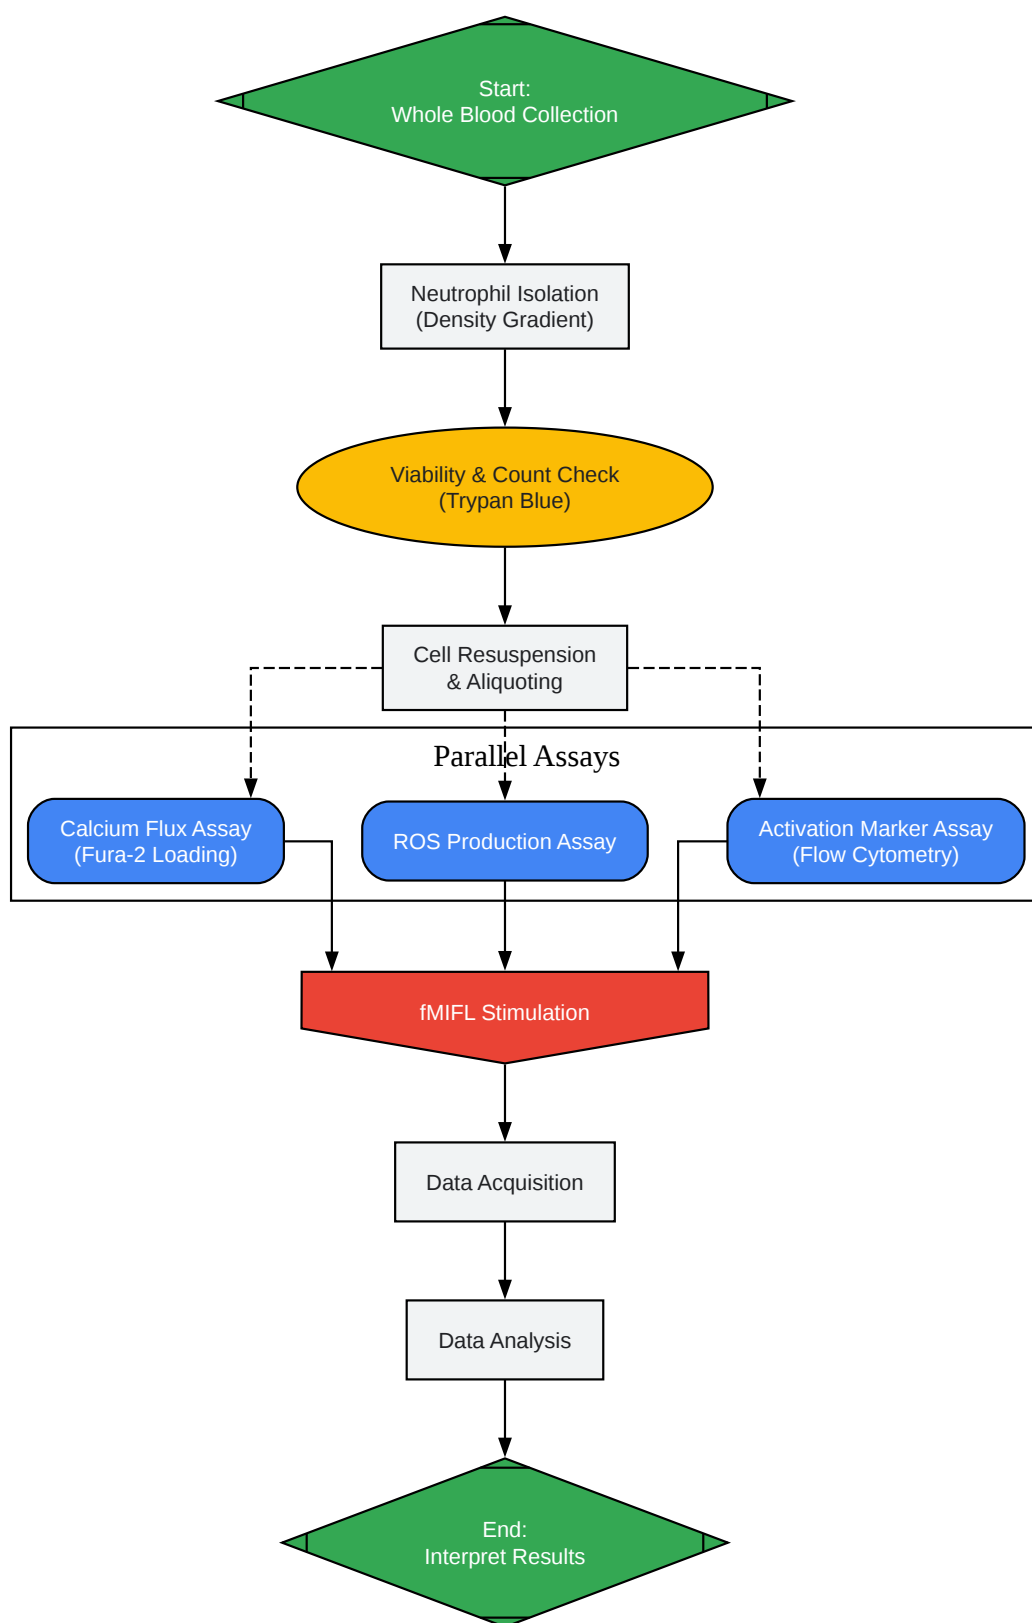 Start:
Whole Blood Collection
Neutrophil Isolation
(Density Gradient)
Viability & Count Check
(Trypan Blue)
Cell Resuspension
& Aliquoting
Parallel Assays
Calcium Flux Assay
(Fura-2 Loading)
ROS Production Assay
Activation Marker Assay
(Flow Cytometry)
fMIFL Stimulation
Data Acquisition
Data Analysis
End:
Interpret Results